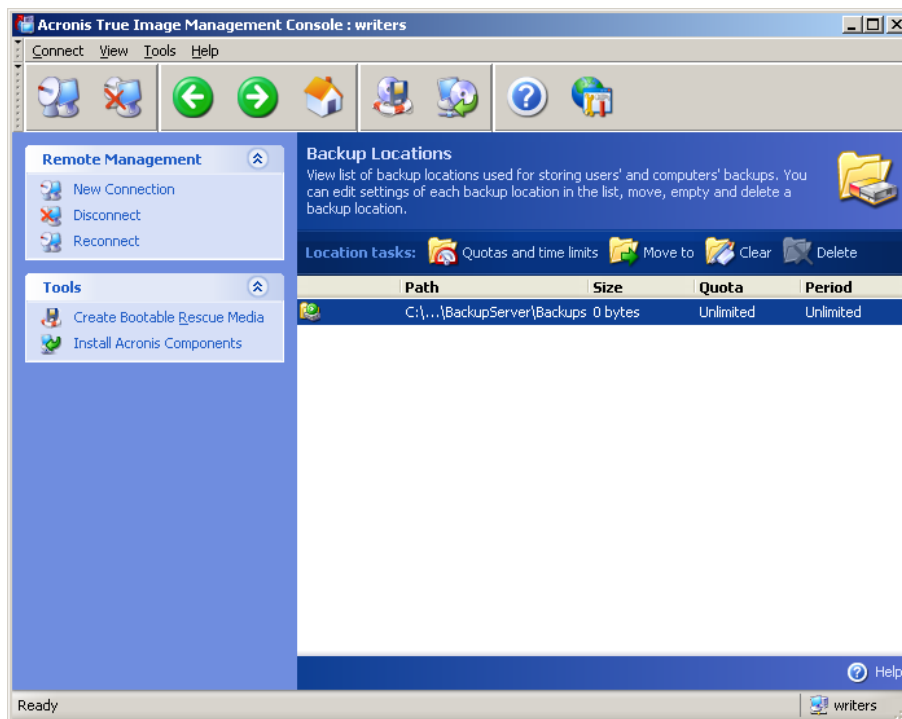 Acronis True Image Management Console : writers
Connect View Tools Help
Remote Management
New Connection
Disconnect
Reconnect
Tools
Create Bootable Rescue Media
Install Acronis Components
Backup Locations
View list of backup locations used for storing users' and computers' backups. You
can edit settings of each backup location in the list, move, empty and delete a
backup location.
Location tasks: Quotas and time limits Move to Clear Delete
Path Size Quota Period
C:\...\BackupServer\Backups 0 bytes Unlimited Unlimited
Help
Ready writers